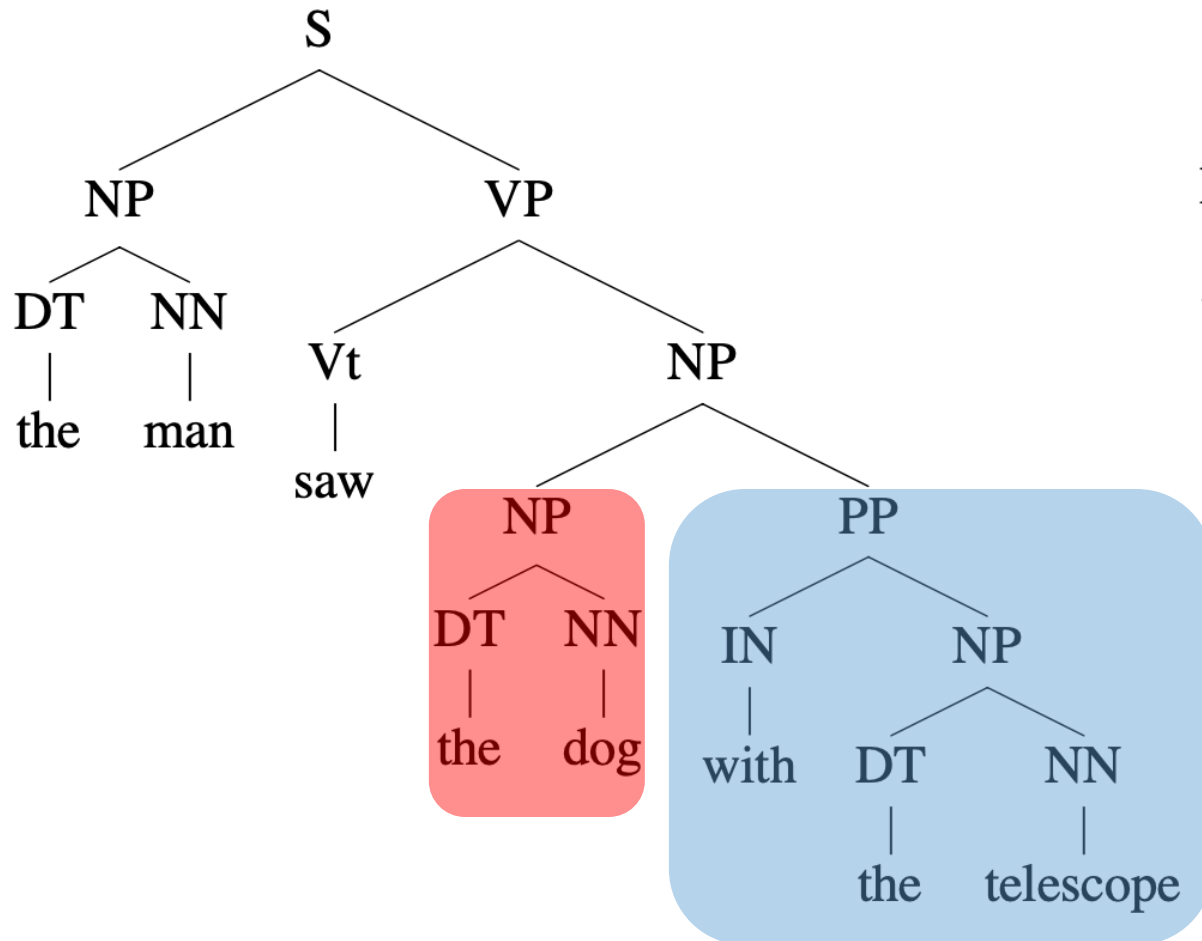 S
NP VP
DT NN
Vt NP
the man
saw
NP PP
DT NN IN NP
the dog with DT NN
the telescope